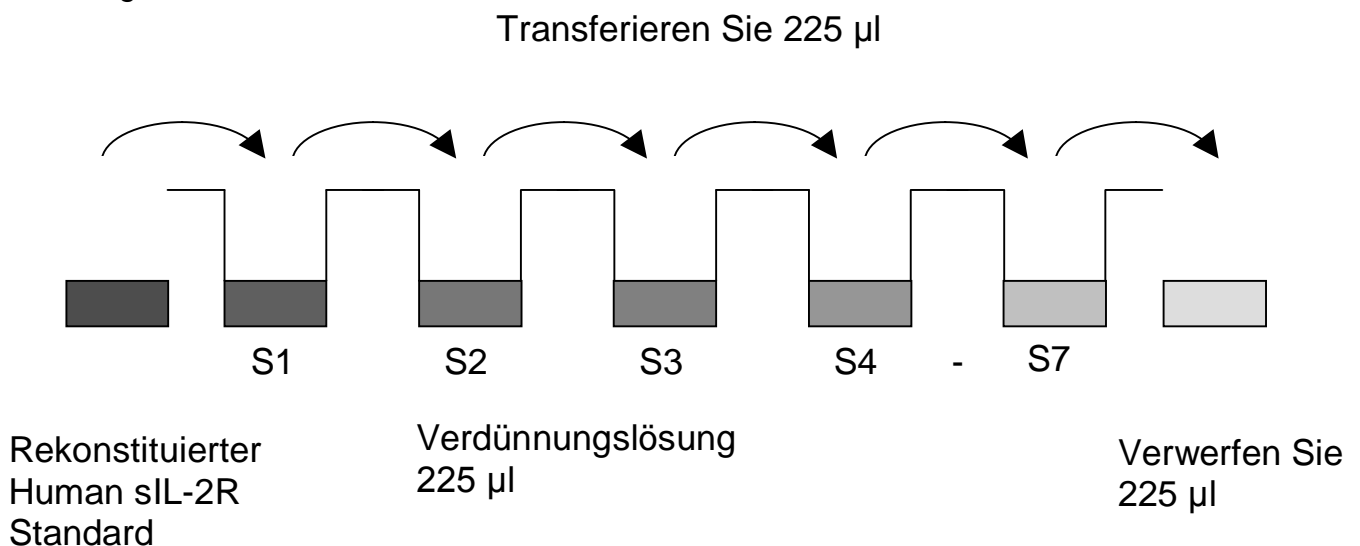 Transferieren Sie 225 µl
S1 S2 S3 S4 - S7
Rekonstituierter
Human sIL-2R
Standard
Verdünnungslösung
225 µl
Verwerfen Sie
225 µl